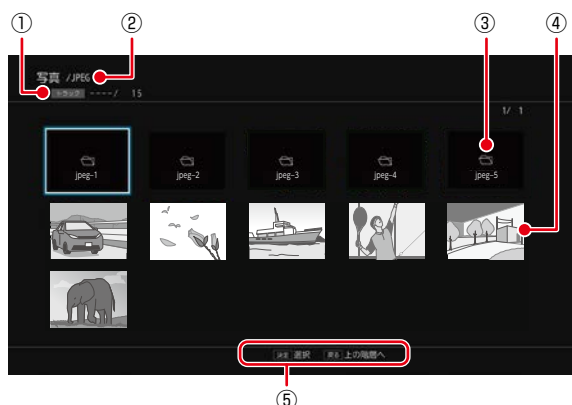 ① ② ③ ④
写真 /JPEG
トラック ----/ 15
1/ 1
jpeg-1 jpeg-2 jpeg-3 jpeg-4 jpeg-5
決定 選択 戻る 上の階層へ
⑤